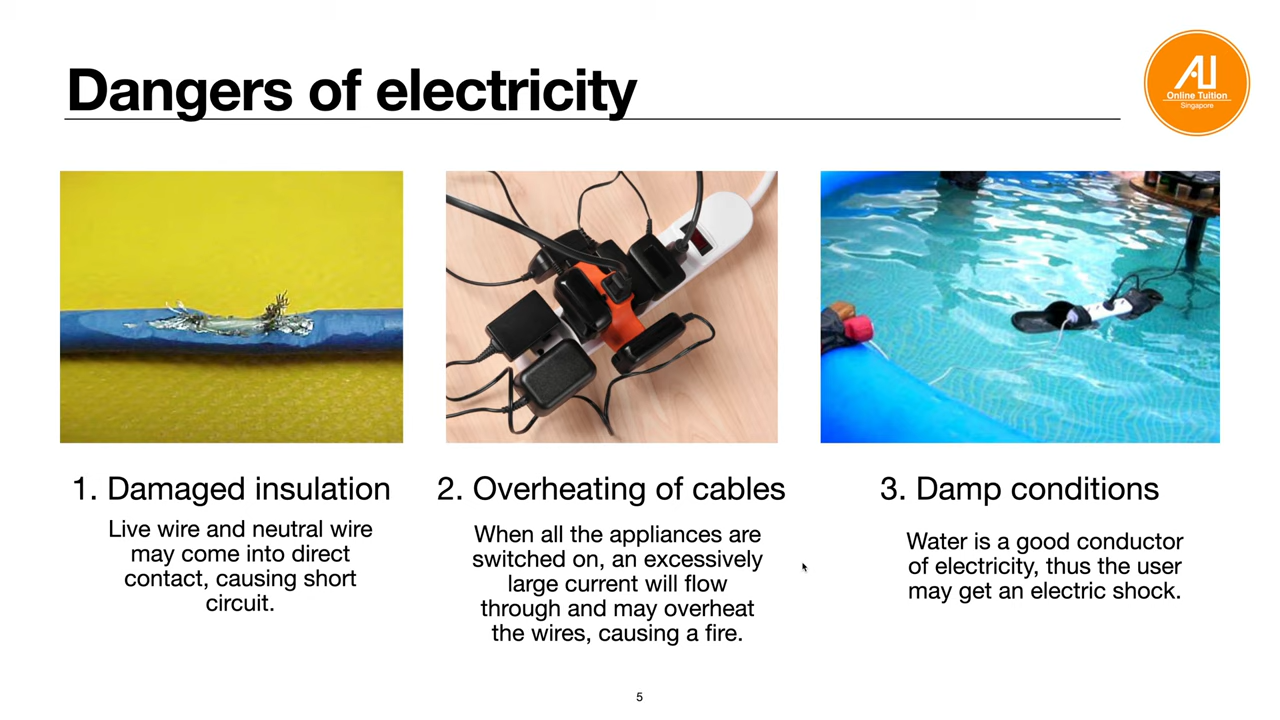 Dangers of electricity
AU
Online Tuition
Singapore
1. Damaged insulation
Live wire and neutral wire
may come into direct
contact, causing short
circuit.
2. Overheating of cables
When all the appliances are
switched on, an excessively
large current will flow
through and may overheat
the wires, causing a fire.
3. Damp conditions
Water is a good conductor
of electricity, thus the user
may get an electric shock.
5